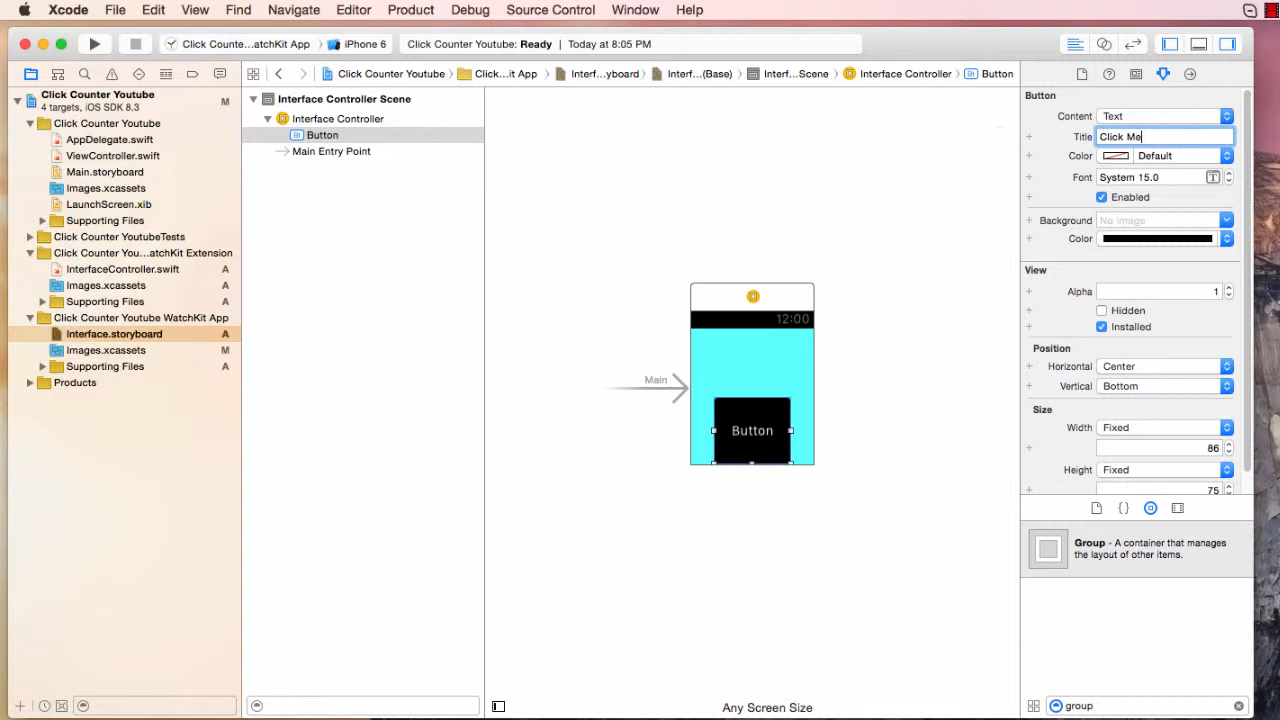 Xcode File Edit View Find Navigate Editor Product Debug Source Control Window Help
Click Counte...atchKit App iPhone 6 Click Counter Youtube: Ready Today at 8:05 PM
Click Counter Youtube Click...it App Interf...yboard Interf...(Base) Interf...Scene Interface Controller Button
Click Counter Youtube M
4 targets, iOS SDK 8.3
Click Counter Youtube
AppDelegate.swift
ViewController.swift
Main.storyboard
Images.xcassets
LaunchScreen.xib
Supporting Files
Click Counter YoutubeTests
Click Counter You...atchKit Extension
InterfaceController.swift A
Images.xcassets A
Supporting Files A
Click Counter Youtube WatchKit App
Interface.storyboard A
Images.xcassets M
Supporting Files A
Products
Interface Controller Scene
Interface Controller
Bt Button
Main Entry Point
12:00
Main
Button
Any Screen Size
Button
Content Text
Title Click Me
Color Default
Font System 15.0 T
Enabled
Background No image
Color
View
Alpha 1
Hidden
Installed
Position
Horizontal Center
Vertical Bottom
Size
Width Fixed
86
Height Fixed
75
Group - A container that manages
the layout of other items.
group